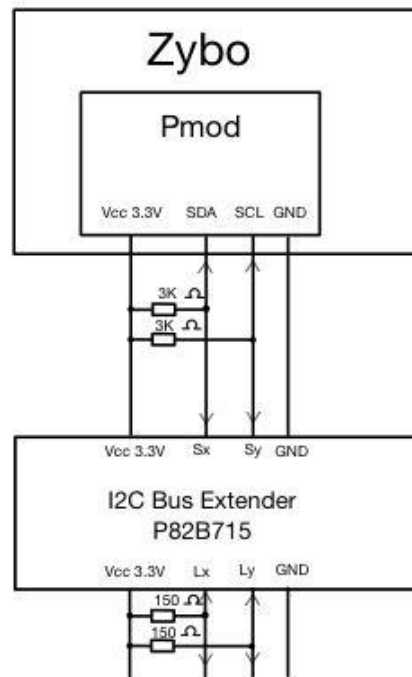 Zybo
Pmod
Vcc 3.3V SDA SCL GND
3K Ω
3K Ω
Vcc 3.3V Sx Sy GND
I2C Bus Extender
P82B715
Vcc 3.3V Lx Ly GND
150 Ω
150 Ω